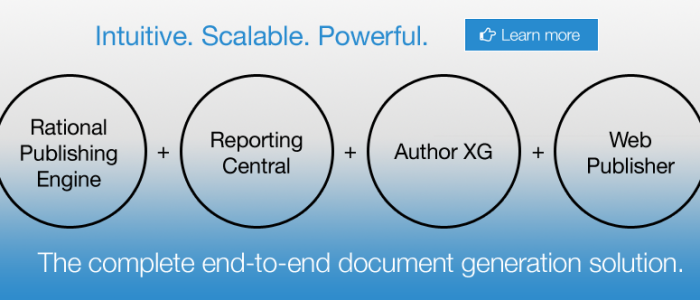 Intuitive. Scalable. Powerful.
Learn more
Rational
Publishing
Engine
+
Reporting
Central
+
Author XG
+
Web
Publisher
The complete end-to-end document generation solution.